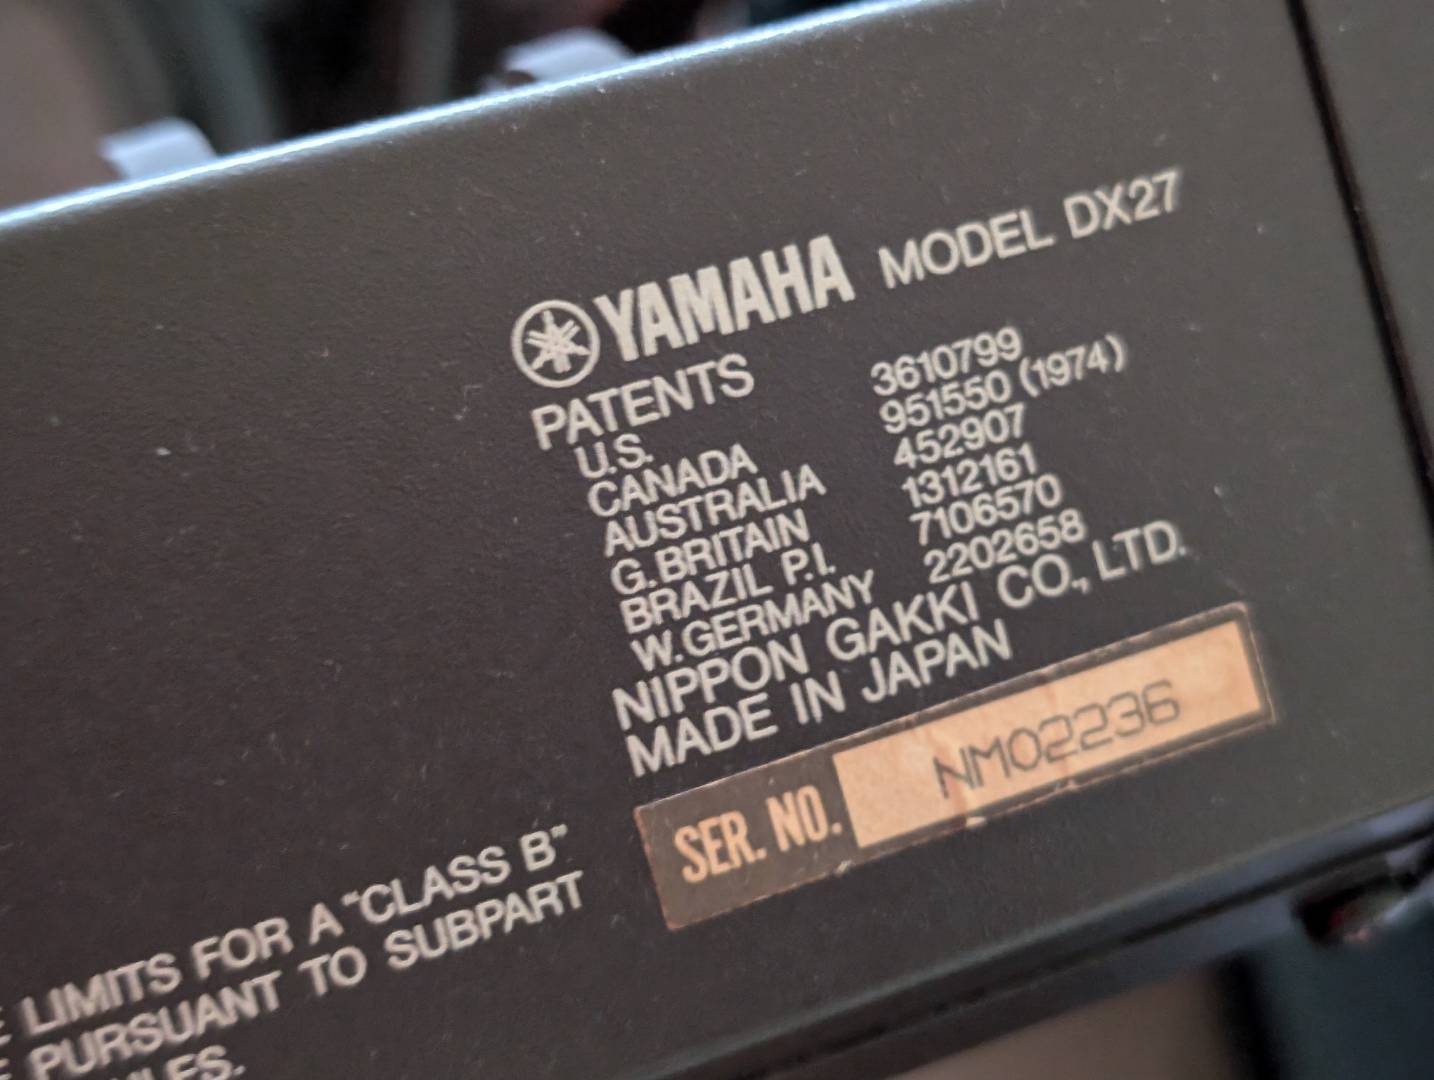 YAMAHA MODEL DX27
PATENTS
U.S. 3610799
CANADA 951550 (1974)
AUSTRALIA 452907
G.BRITAIN 1312161
BRAZIL P.I. 7106570
W.GERMANY 2202658
NIPPON GAKKI CO., LTD.
MADE IN JAPAN
SER. NO. NM02236
LIMITS FOR A "CLASS B"
PURSUANT TO SUBPART